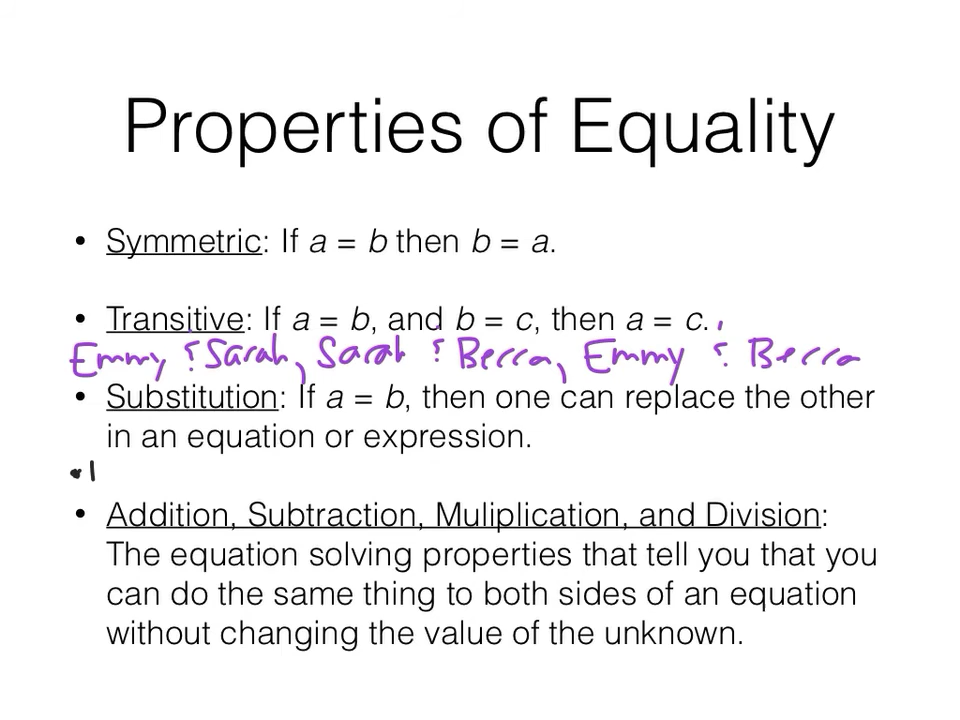 Properties of Equality
• Symmetric: If a = b then b = a.
• Transitive: If a = b, and b = c, then a = c.
Emmy ? Sarah, Sarah ? Becca, Emmy ? Becca
• Substitution: If a = b, then one can replace the other
in an equation or expression.
• Addition, Subtraction, Muliplication, and Division:
The equation solving properties that tell you that you
can do the same thing to both sides of an equation
without changing the value of the unknown.